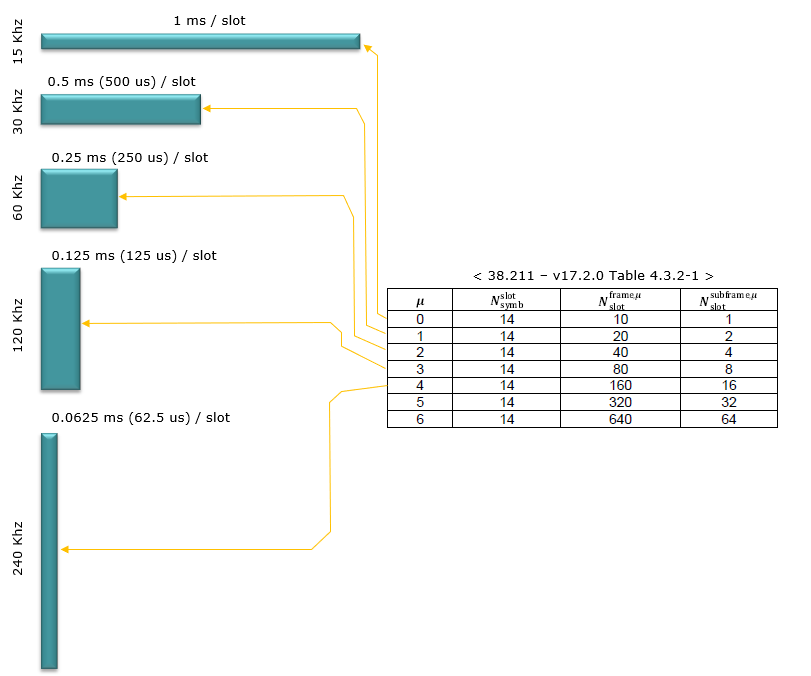 1 ms / slot
15 Khz
0.5 ms (500 us) / slot
30 Khz
0.25 ms (250 us) / slot
60 Khz
0.125 ms (125 us) / slot
120 Khz
0.0625 ms (62.5 us) / slot
240 Khz
< 38.211 – v17.2.0 Table 4.3.2-1 >
μ N slot symb N frame,μ slot N subframe,μ slot
0 14 10 1
1 14 20 2
2 14 40 4
3 14 80 8
4 14 160 16
5 14 320 32
6 14 640 64